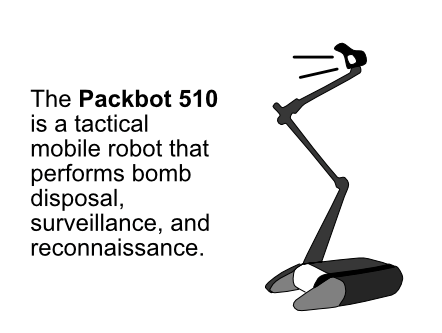 The Packbot 510
is a tactical
mobile robot that
performs bomb
disposal,
surveillance, and
reconnaissance.